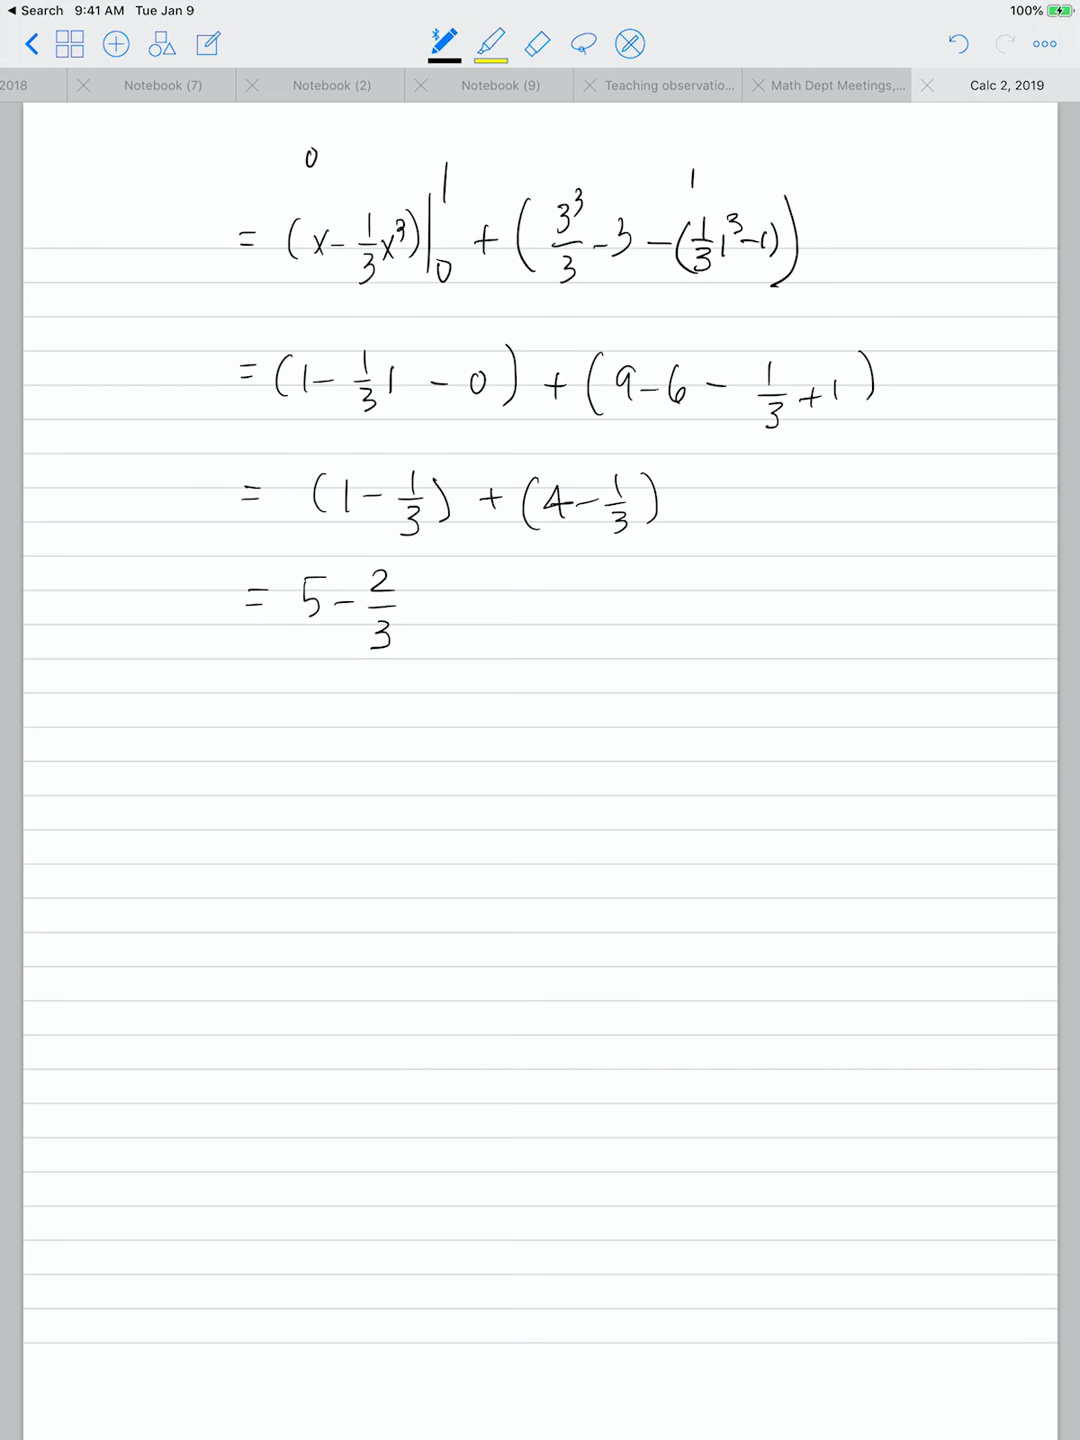 Search 9:41 AM Tue Jan 9 100%
2018 Notebook (7) Notebook (2) Notebook (9) Teaching observatio... Math Dept Meetings,... Calc 2, 2019
0 1
= (x - 1/3 x³)|₀¹ + (3³/3 - 3 - (1/3 1³ - 1))
= (1 - 1/3 1 - 0) + (9 - 6 - 1/3 + 1)
= (1 - 1/3) + (4 - 1/3)
= 5 - 2/3